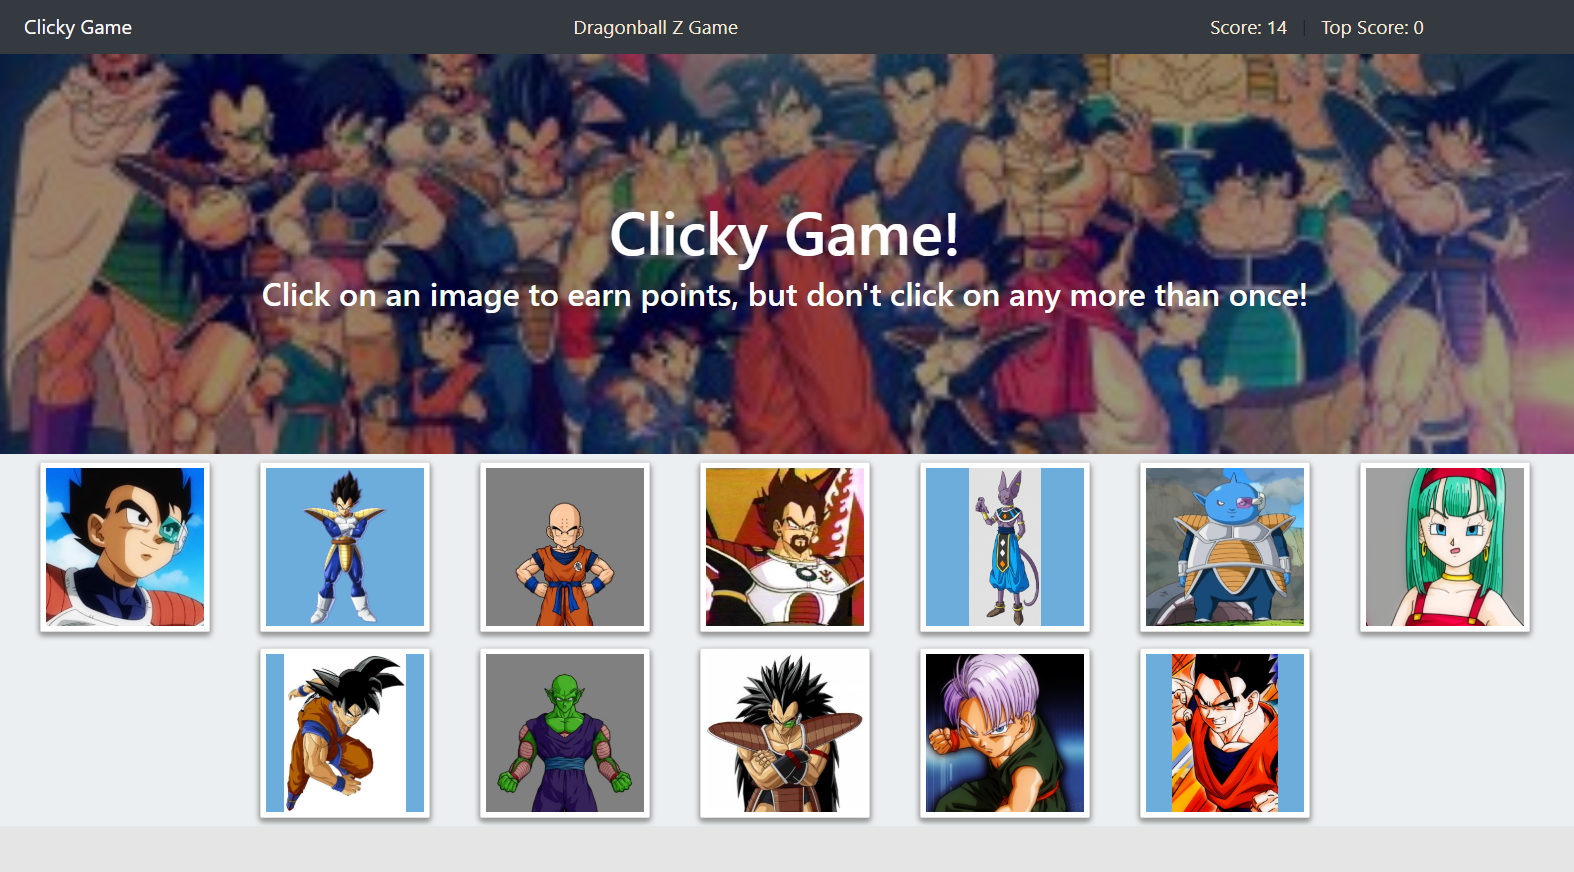 Clicky Game
Dragonball Z Game
Score: 14 | Top Score: 0
Clicky Game!
Click on an image to earn points, but don't click on any more than once!